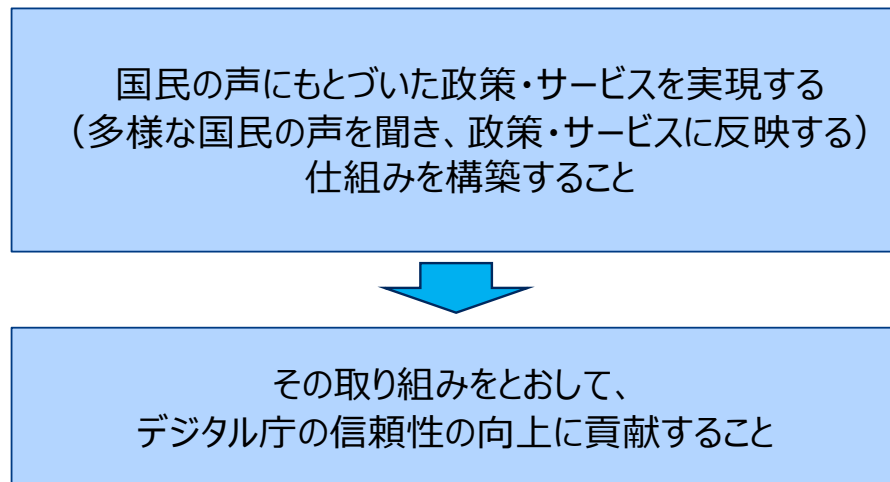 国民の声にもとづいた政策・サービスを実現する
（多様な国民の声を聞き、政策・サービスに反映する）
仕組みを構築すること
その取り組みをとおして、
デジタル庁の信頼性の向上に貢献すること